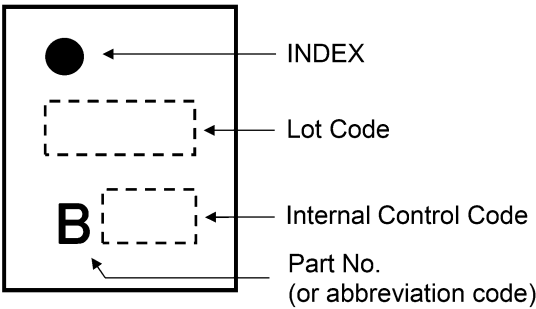 INDEX
Lot Code
B
Internal Control Code
Part No.
(or abbreviation code)